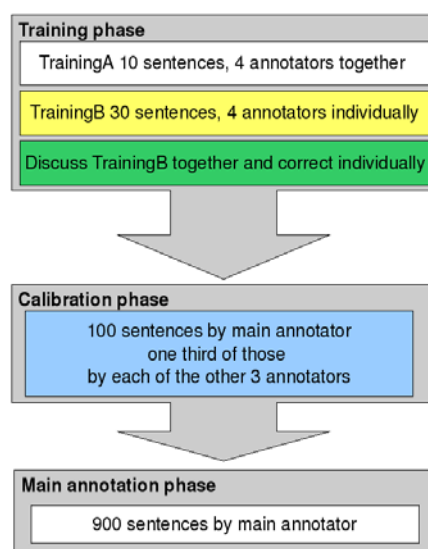 Training phase
TrainingA 10 sentences, 4 annotators together
TrainingB 30 sentences, 4 annotators individually
Discuss TrainingB together and correct individually
Calibration phase
100 sentences by main annotator
one third of those
by each of the other 3 annotators
Main annotation phase
900 sentences by main annotator